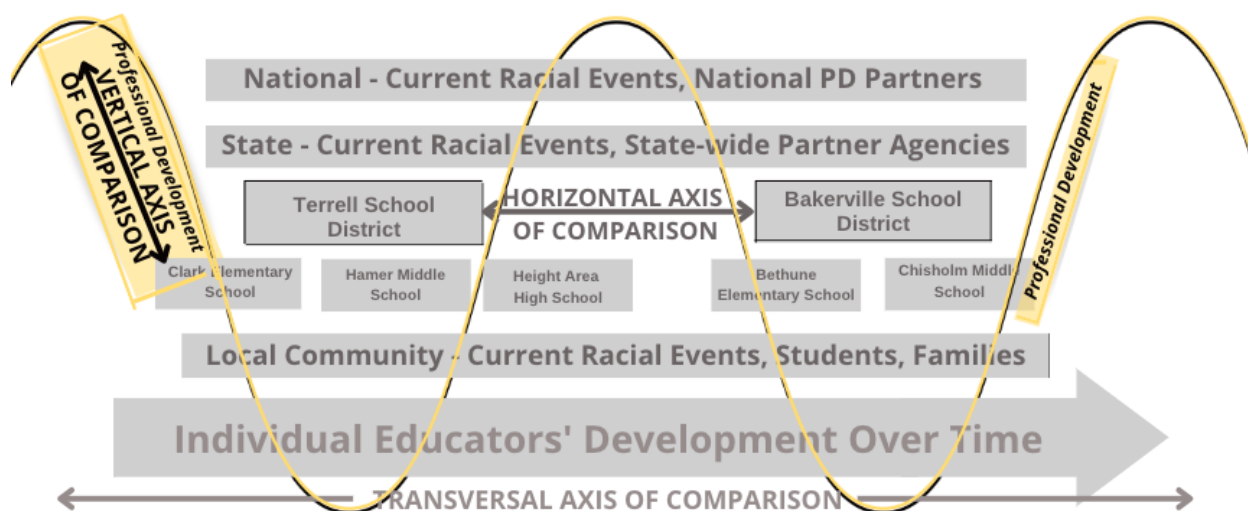 Professional Development
VERTICAL AXIS
OF COMPARISON
National - Current Racial Events, National PD Partners
State - Current Racial Events, State-wide Partner Agencies
Terrell School
District
HORIZONTAL AXIS
OF COMPARISON
Bakerville School
District
Professional Development
Clark Elementary
School
Hamer Middle
School
Height Area
High School
Bethune
Elementary School
Chisholm Middle
School
Local Community - Current Racial Events, Students, Families
Individual Educators' Development Over Time
TRANSVERSAL AXIS OF COMPARISON